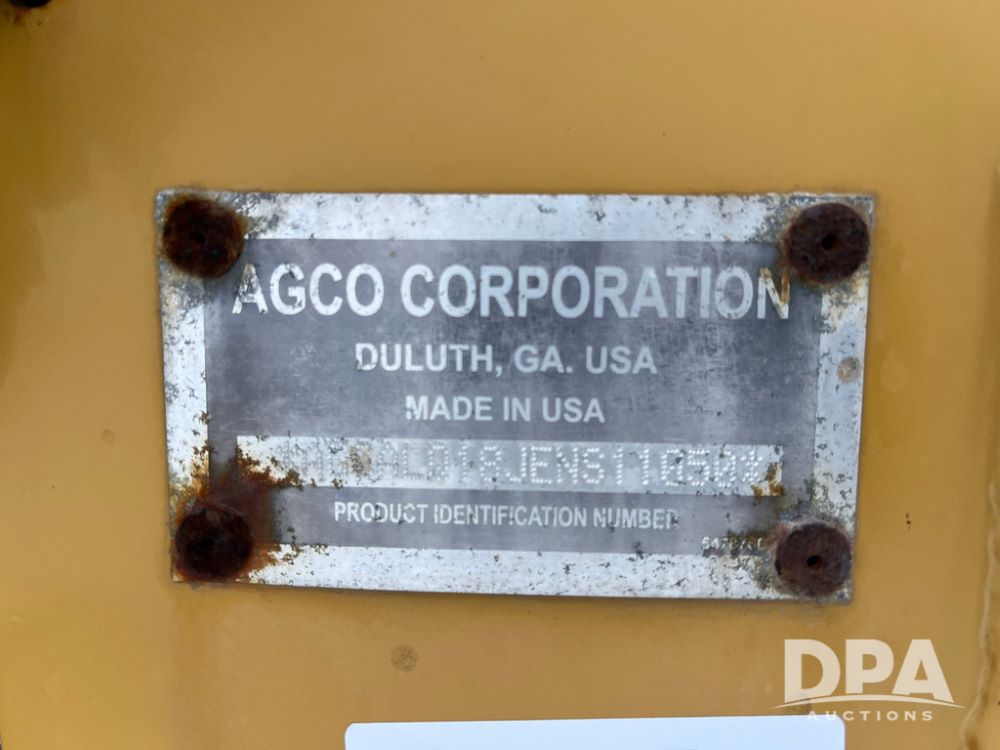 AGCO CORPORATION
DULUTH, GA. USA
MADE IN USA
PRODUCT IDENTIFICATION NUMBER
DPA
AUCTIONS